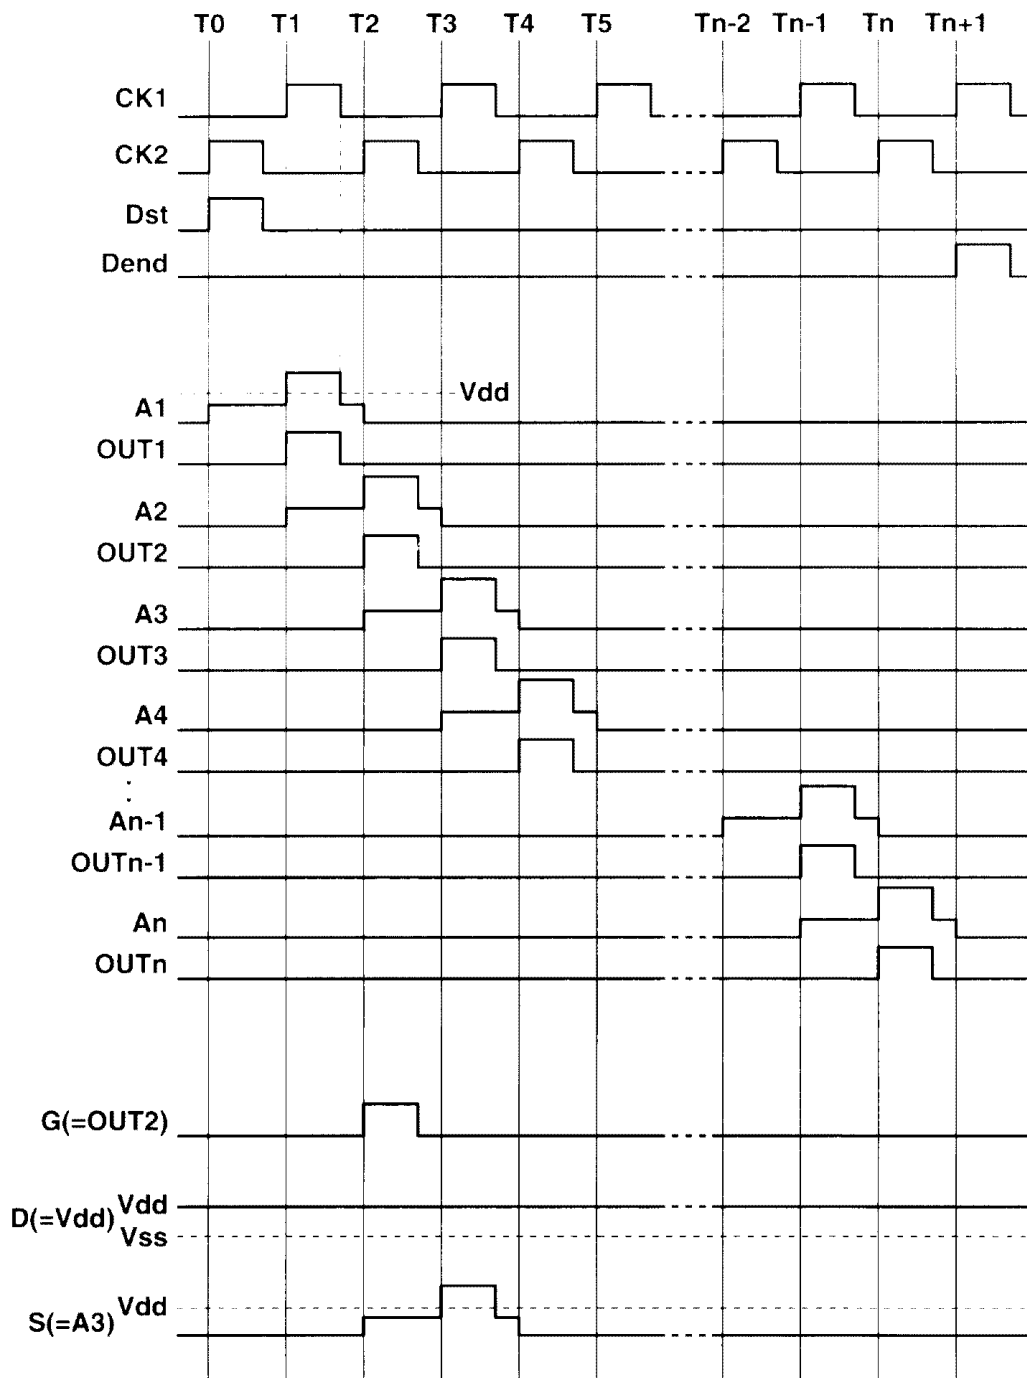 T0 T1 T2 T3 T4 T5 Tn-2 Tn-1 Tn Tn+1
CK1
CK2
Dst
Dend
Vdd
A1
OUT1
A2
OUT2
A3
OUT3
A4
OUT4
An-1
OUTn-1
An
OUTn
G(=OUT2)
D(=Vdd) Vdd
Vss
S(=A3) Vdd